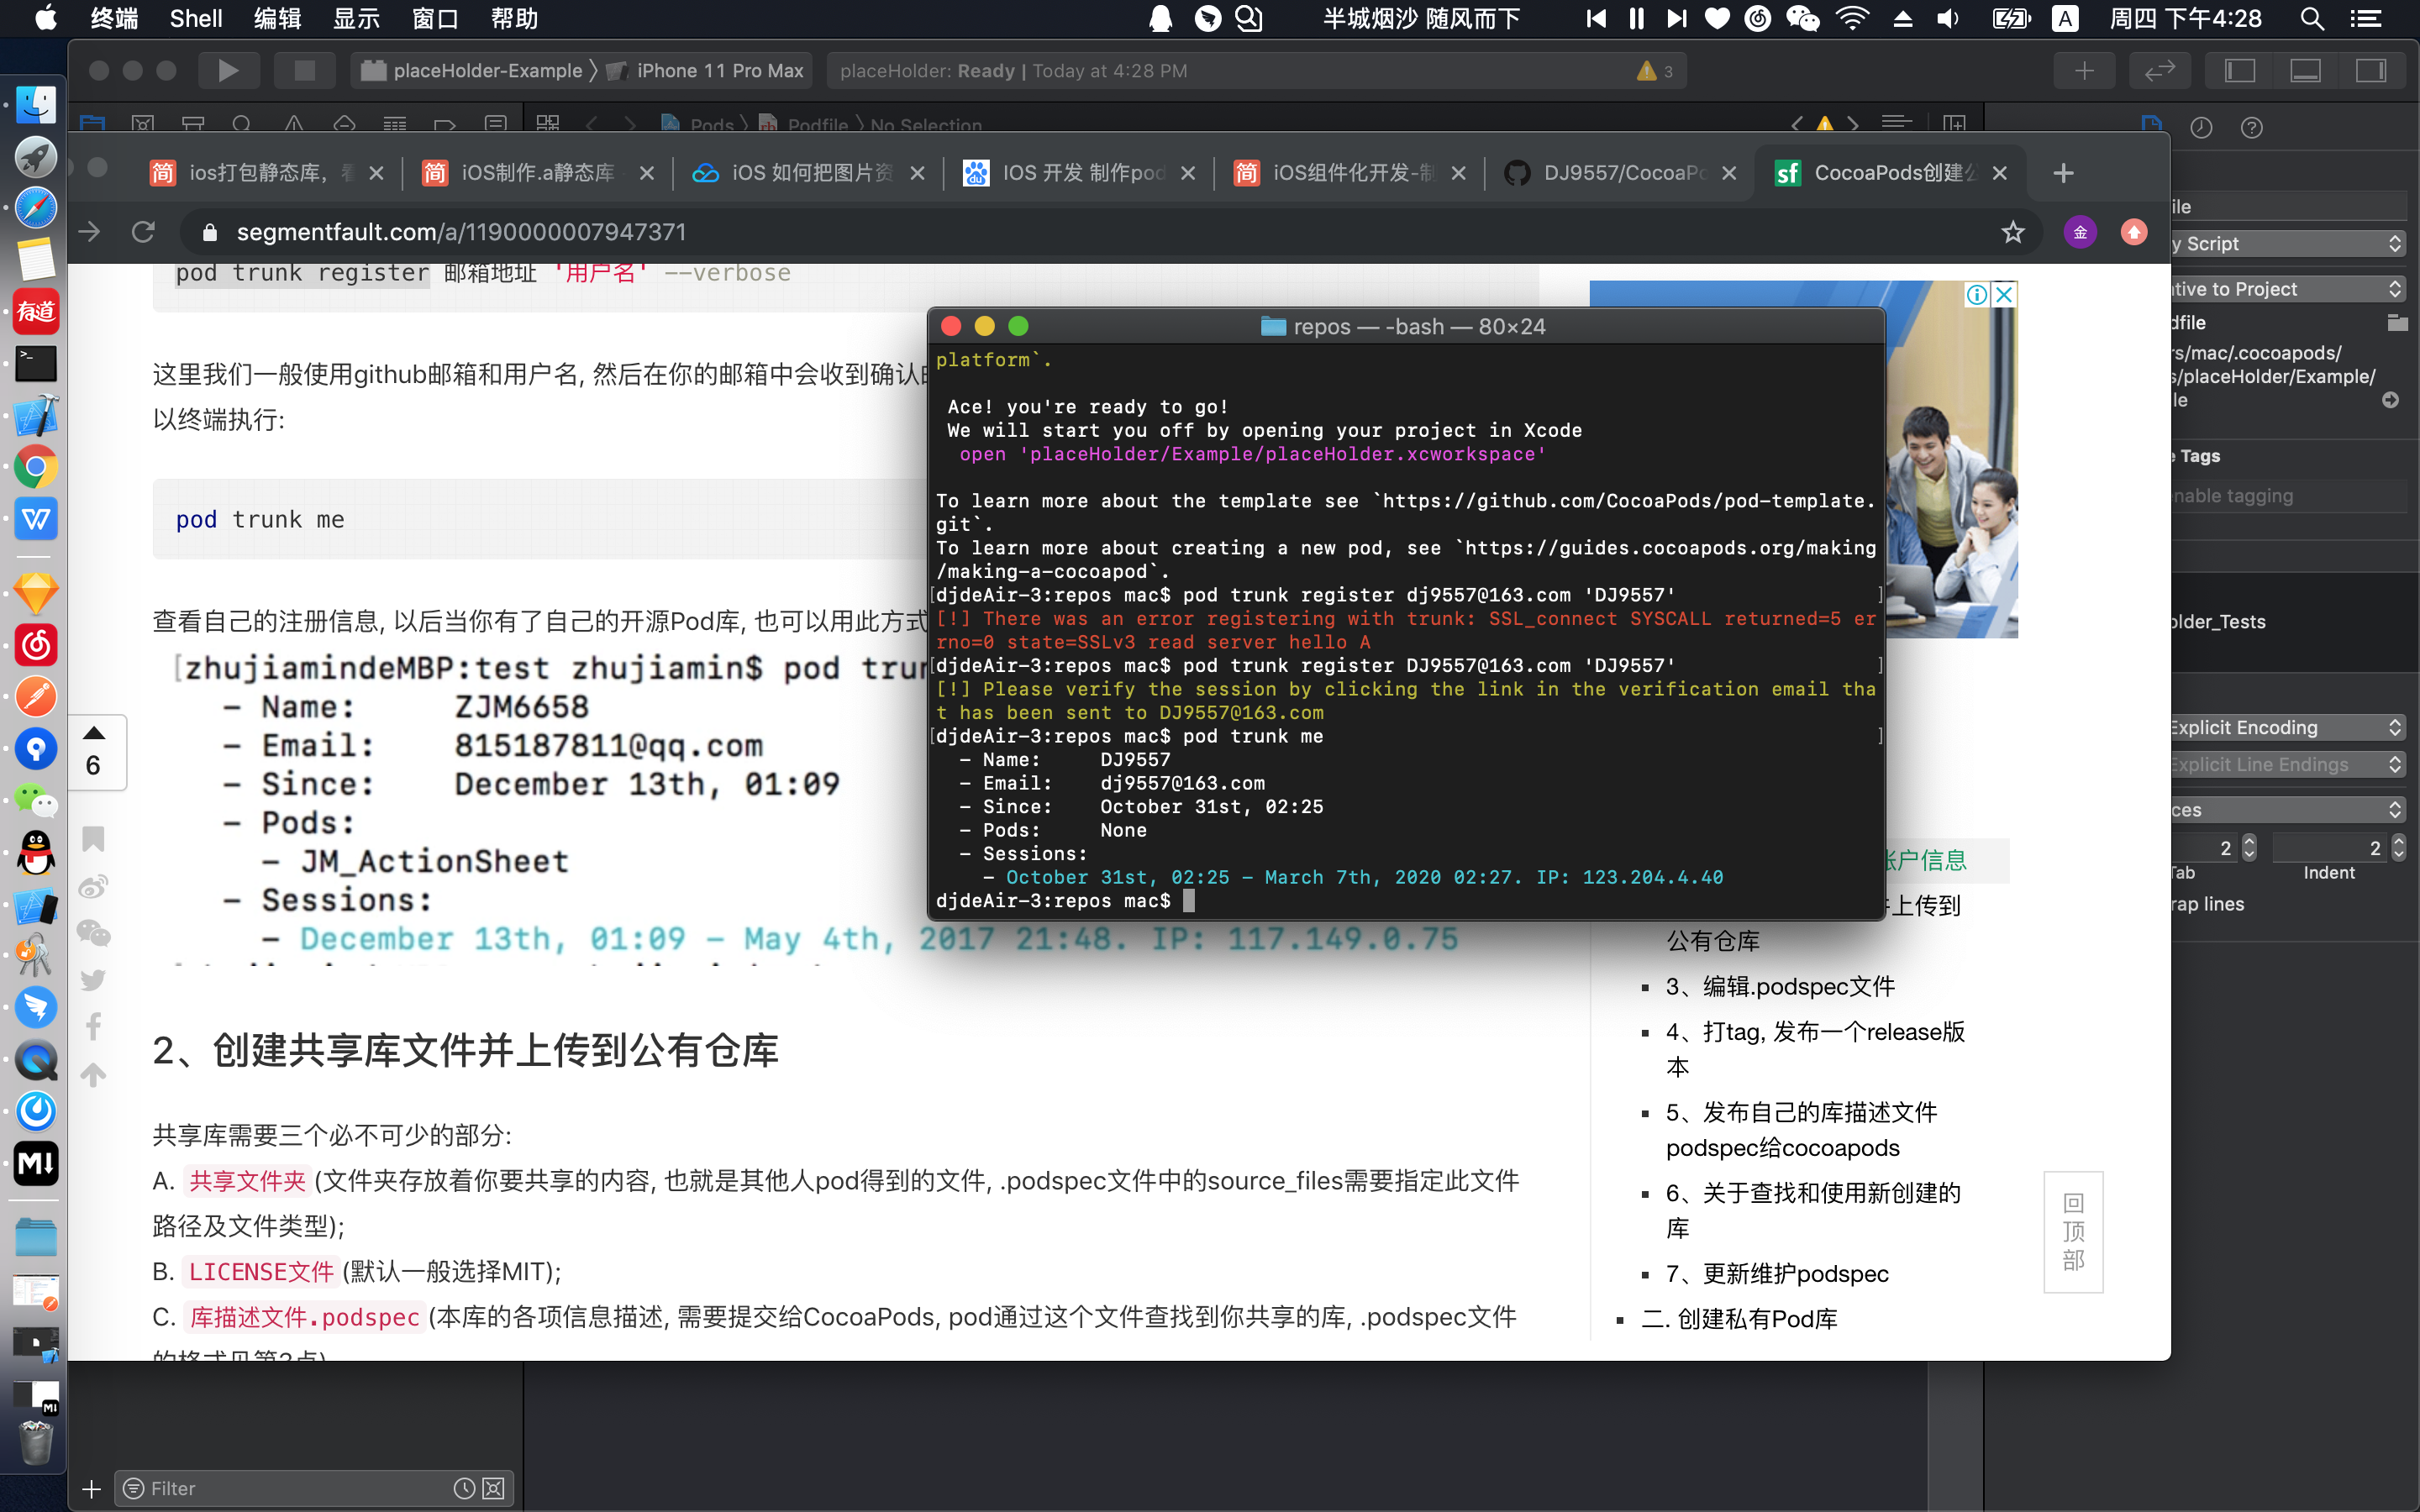 终端 Shell 编辑 显示 窗口 帮助 半城烟沙 随风而下 A 周四 下午4:28
placeHolder-Example 〉 iPhone 11 Pro Max placeHolder: Ready | Today at 4:28 PM 3
Pods 〉 Podfile 〉 No Selection
ios打包静态库, iOS制作.a静态库 iOS 如何把图片资 IOS 开发 制作pod iOS组件化开发-制 DJ9557/CocoaPo CocoaPods创建公
segmentfault.com/a/1190000007947371 金
pod trunk register 邮箱地址 '用户名' --verbose
这里我们一般使用github邮箱和用户名, 然后在你的邮箱中会收到确认
以终端执行:
pod trunk me
查看自己的注册信息, 以后当你有了自己的开源Pod库, 也可以用此方式
[zhujiamindeMBP:test zhujiamin$ pod trun
- Name: ZJM6658
- Email: 815187811@qq.com
- Since: December 13th, 01:09
- Pods:
- JM_ActionSheet
- Sessions:
- December 13th, 01:09 - May 4th, 2017 21:48. IP: 117.149.0.75
6
2、创建共享库文件并上传到公有仓库
共享库需要三个必不可少的部分:
A. 共享文件夹 (文件夹存放着你要共享的内容, 也就是其他人pod得到的文件, .podspec文件中的source_files需要指定此文件
路径及文件类型);
B. LICENSE文件 (默认一般选择MIT);
C. 库描述文件.podspec (本库的各项信息描述, 需要提交给CocoaPods, pod通过这个文件查找到你共享的库, .podspec文件
的格式见第3点)
repos — -bash — 80×24
platform`.
Ace! you're ready to go!
We will start you off by opening your project in Xcode
open 'placeHolder/Example/placeHolder.xcworkspace'
To learn more about the template see `https://github.com/CocoaPods/pod-template.
git`.
To learn more about creating a new pod, see `https://guides.cocoapods.org/making
/making-a-cocoapod`.
[djdeAir-3:repos mac$ pod trunk register dj9557@163.com 'DJ9557' ]
[!] There was an error registering with trunk: SSL_connect SYSCALL returned=5 er
rno=0 state=SSLv3 read server hello A
[djdeAir-3:repos mac$ pod trunk register DJ9557@163.com 'DJ9557' ]
[!] Please verify the session by clicking the link in the verification email tha
t has been sent to DJ9557@163.com
[djdeAir-3:repos mac$ pod trunk me ]
- Name: DJ9557
- Email: dj9557@163.com
- Since: October 31st, 02:25
- Pods: None
- Sessions:
- October 31st, 02:25 - March 7th, 2020 02:27. IP: 123.204.4.40
djdeAir-3:repos mac$
账户信息
并上传到
公有仓库
3、编辑.podspec文件
4、打tag, 发布一个release版
本
5、发布自己的库描述文件
podspec给cocoapods
6、关于查找和使用新创建的
库
7、更新维护podspec
二. 创建私有Pod库
回
顶
部
ile
y Script
tive to Project
dfile
rs/mac/.cocoapods/
s/placeHolder/Example/
le
e Tags
enable tagging
older_Tests
Explicit Encoding
Explicit Line Endings
ces
2 2
Tab Indent
rap lines
Filter
有道
M↓